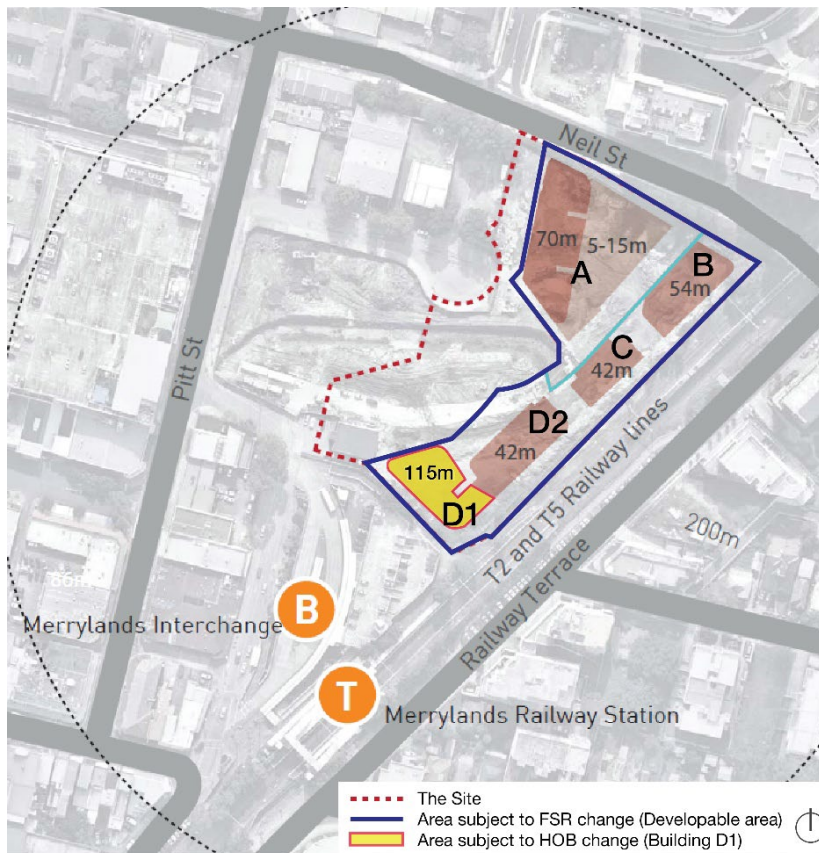 Neil St
70m
5-15m
A
B
54m
C
42m
D2
42m
115m
D1
Pitt St
T2 and T5 Railway lines
Railway Terrace
200m
B
Merrylands Interchange
T
Merrylands Railway Station
The Site
Area subject to FSR change (Developable area)
Area subject to HOB change (Building D1)